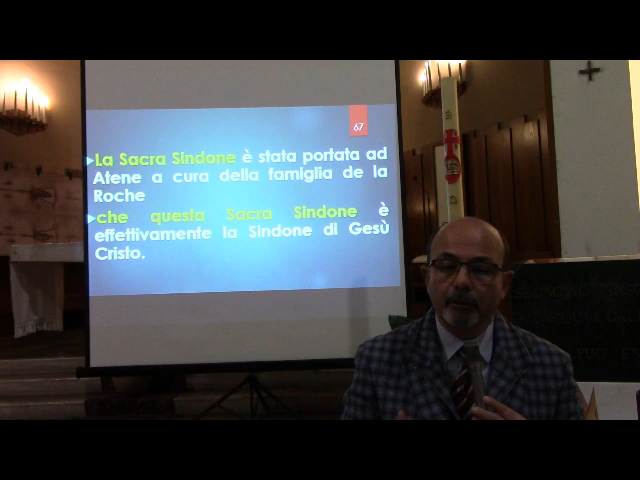 67
La Sacra Sindone è stata portata ad
Atene a cura della famiglia de la
Roche
che questa Sacra Sindone è
effettivamente la Sindone di Gesù
Cristo.